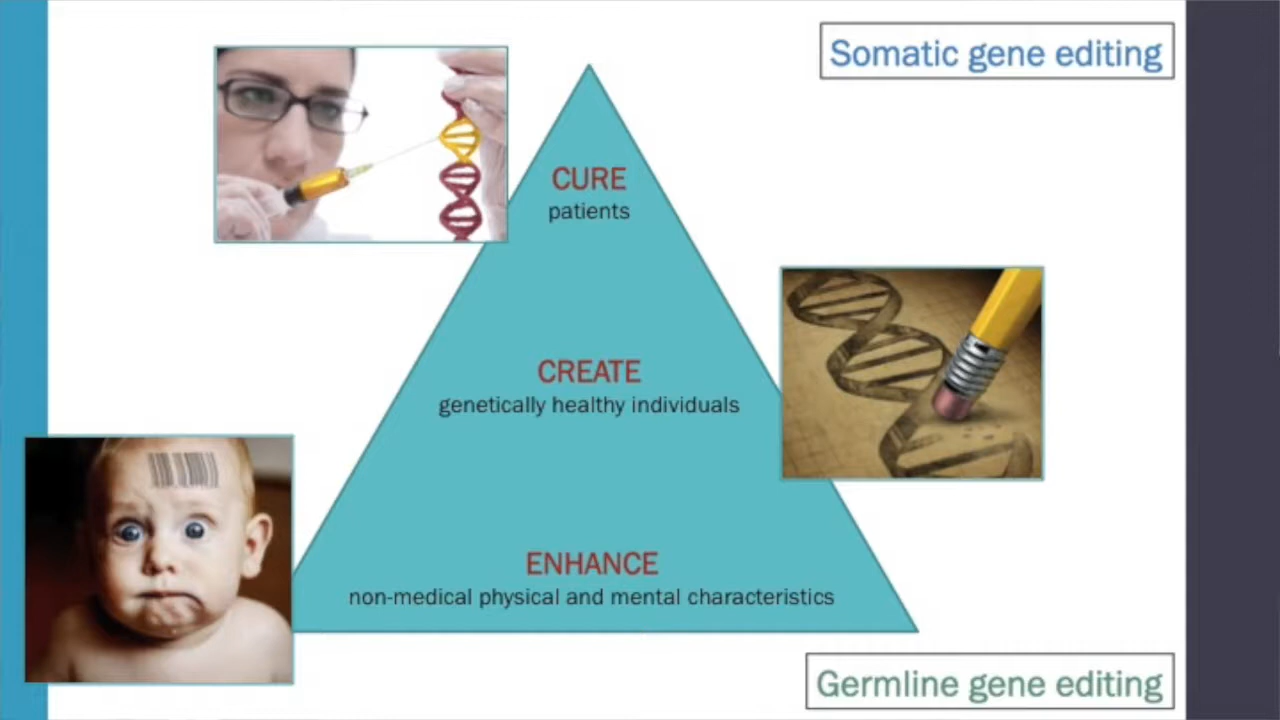 Somatic gene editing
CURE
patients
CREATE
genetically healthy individuals
ENHANCE
non-medical physical and mental characteristics
Germline gene editing